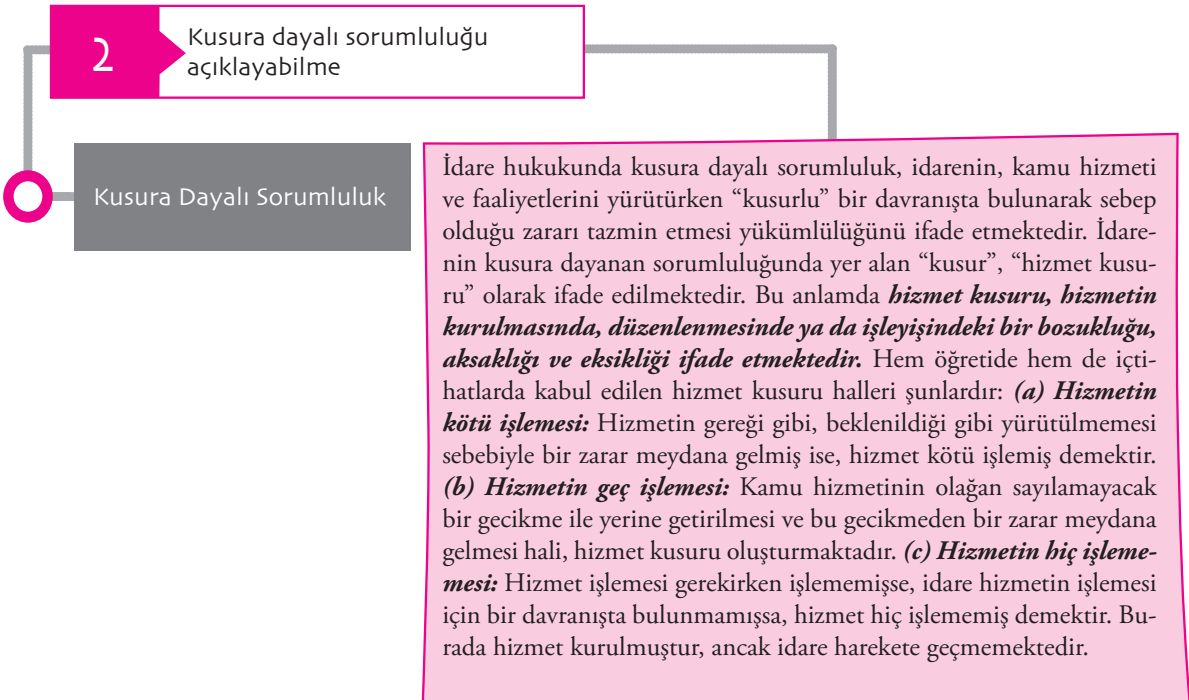 2
Kusura dayalı sorumluluğu
açıklayabilme
Kusura Dayalı Sorumluluk
İdare hukukunda kusura dayalı sorumluluk, idarenin, kamu hizmeti
ve faaliyetlerini yürütürken “kusurlu” bir davranışta bulunarak sebep
olduğu zararı tazmin etmesi yükümlülüğünü ifade etmektedir. İdare-
nin kusura dayanan sorumluluğunda yer alan “kusur”, “hizmet kusu-
ru” olarak ifade edilmektedir. Bu anlamda hizmet kusuru, hizmetin
kurulmasında, düzenlenmesinde ya da işleyişindeki bir bozukluğu,
aksaklığı ve eksikliği ifade etmektedir. Hem öğretide hem de içti-
hatlarda kabul edilen hizmet kusuru halleri şunlardır: (a) Hizmetin
kötü işlemesi: Hizmetin gereği gibi, beklenildiği gibi yürütülmemesi
sebebiyle bir zarar meydana gelmiş ise, hizmet kötü işlemiş demektir.
(b) Hizmetin geç işlemesi: Kamu hizmetinin olağan sayılamayacak
bir gecikme ile yerine getirilmesi ve bu gecikmeden bir zarar meydana
gelmesi hali, hizmet kusuru oluşturmaktadır. (c) Hizmetin hiç işleme-
mesi: Hizmet işlemesi gerekirken işlememişse, idare hizmetin işlemesi
için bir davranışta bulunmamışsa, hizmet hiç işlememiş demektir. Bu-
rada hizmet kurulmuştur, ancak idare harekete geçmemektedir.